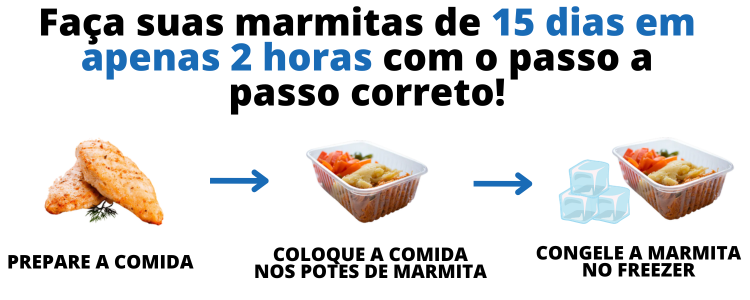 Faça suas marmitas de 15 dias em
apenas 2 horas com o passo a
passo correto!
PREPARE A COMIDA
COLOQUE A COMIDA
NOS POTES DE MARMITA
CONGELE A MARMITA
NO FREEZER